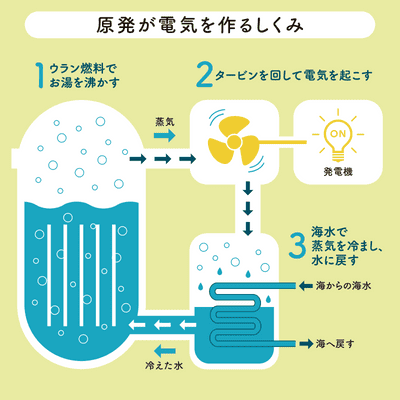 原発が電気を作るしくみ
1 ウラン燃料で
お湯を沸かす
2 タービンを回して電気を起こす
蒸気
ON
発電機
3 海水で
蒸気を冷まし、
水に戻す
海からの海水
海へ戻す
冷えた水